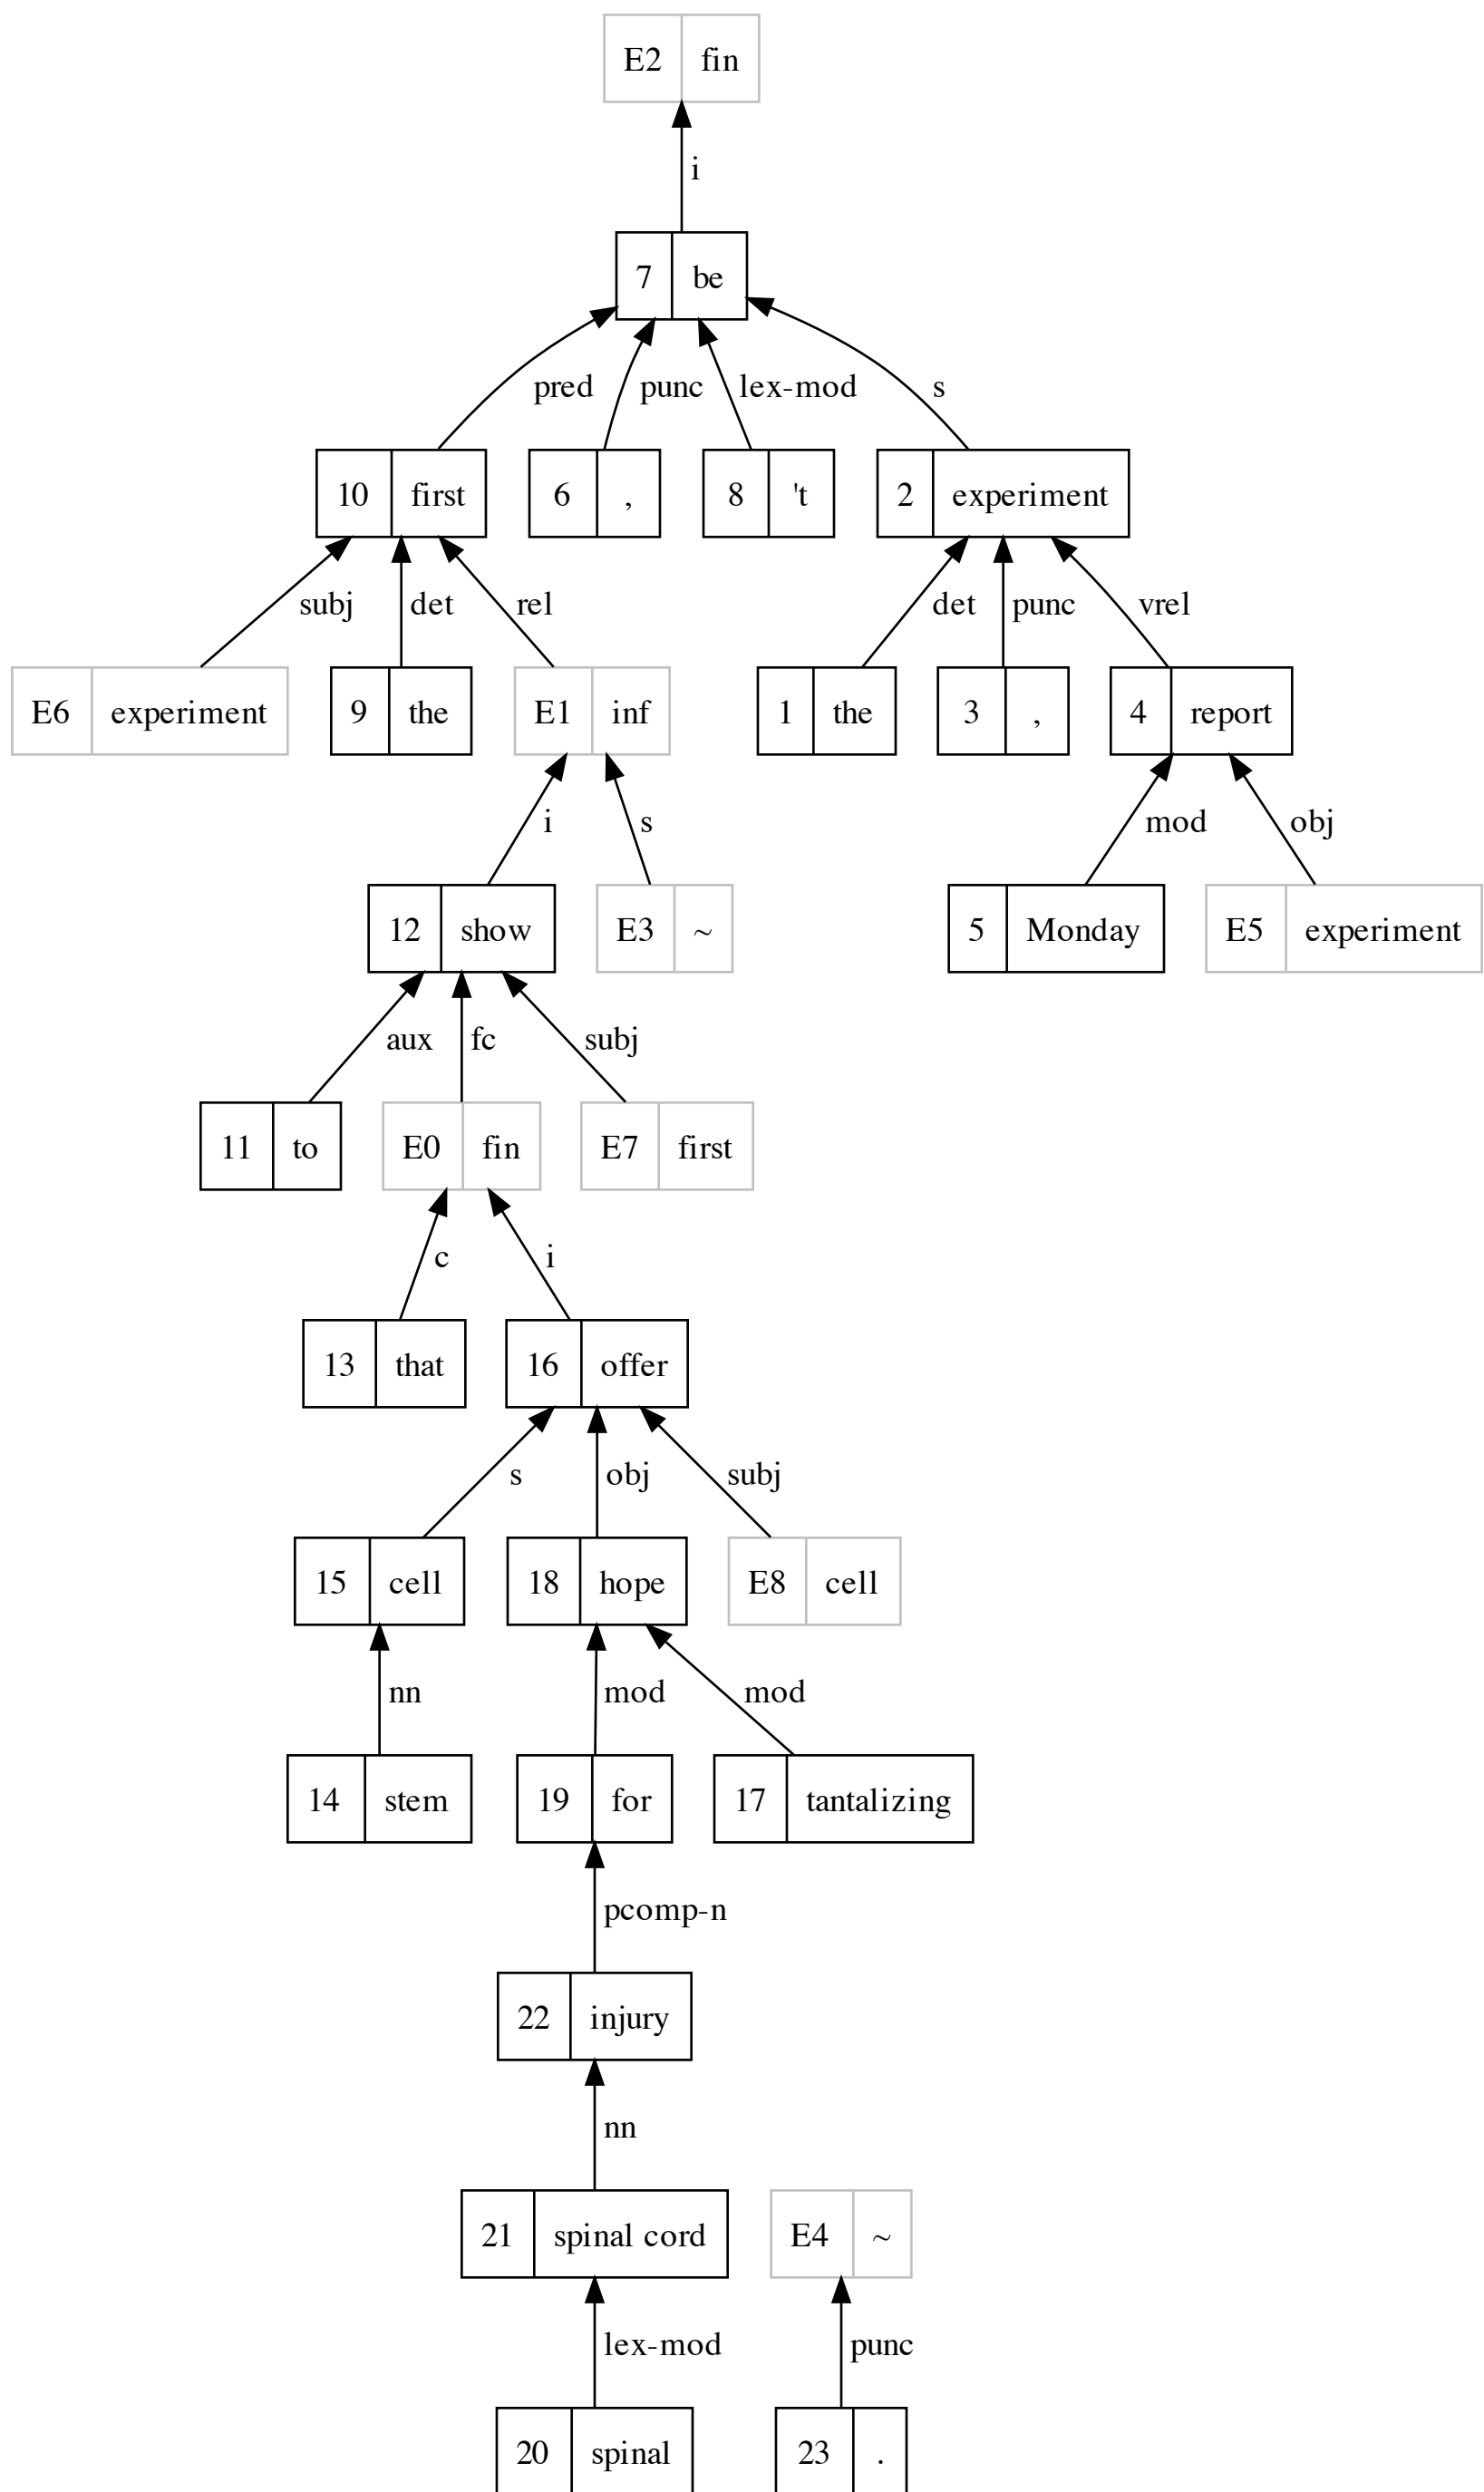 E2 fin
i
7 be
pred punc lex-mod s
10 first 6 , 8 't 2 experiment
subj det rel det punc vrel
E6 experiment 9 the E1 inf 1 the 3 , 4 report
i s mod obj
12 show E3 ~ 5 Monday E5 experiment
aux fc subj
11 to E0 fin E7 first
c i
13 that 16 offer
s obj subj
15 cell 18 hope E8 cell
nn mod mod
14 stem 19 for 17 tantalizing
pcomp-n
22 injury
nn
21 spinal cord E4 ~
lex-mod punc
20 spinal 23 .